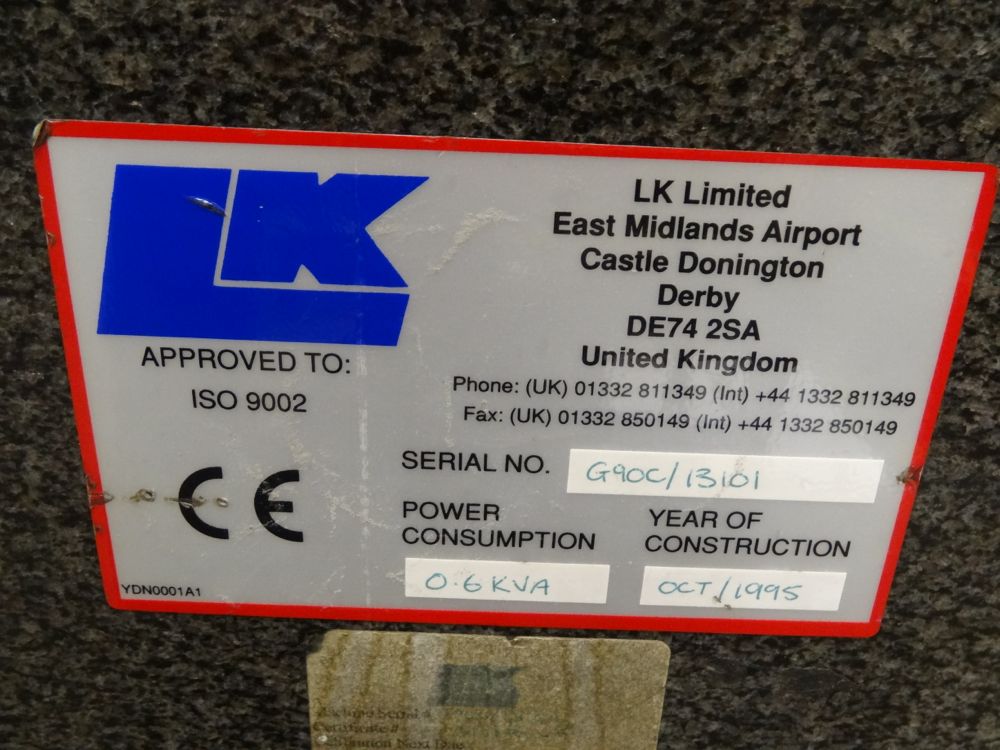 LK
APPROVED TO:
ISO 9002
CE
YDN0001A1
LK Limited
East Midlands Airport
Castle Donington
Derby
DE74 2SA
United Kingdom
Phone: (UK) 01332 811349 (Int) +44 1332 811349
Fax: (UK) 01332 850149 (Int) +44 1332 850149
SERIAL NO. G90C/13101
POWER
CONSUMPTION
0.6 KVA
YEAR OF
CONSTRUCTION
OCT/1995
LK